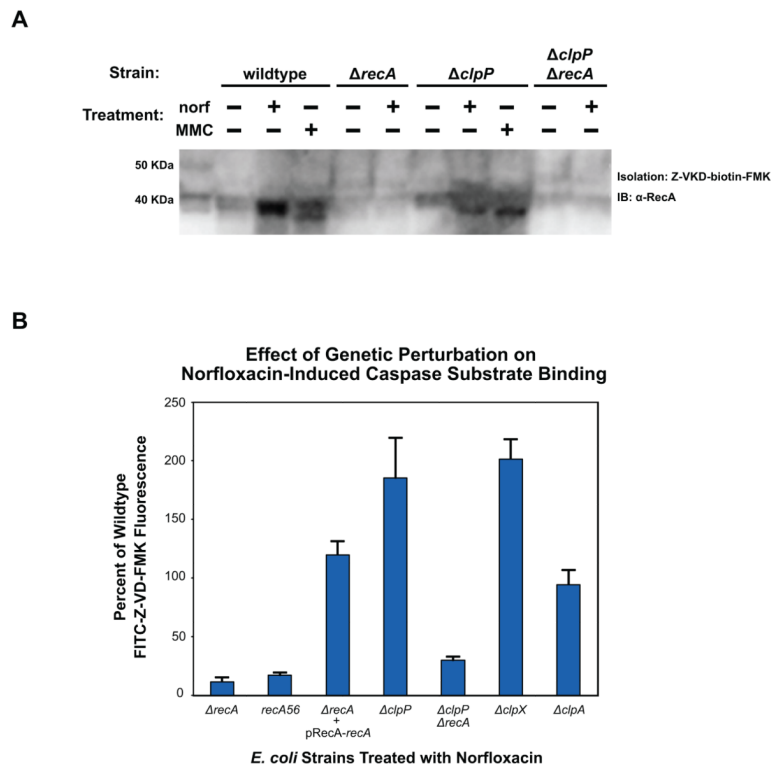 A
Strain:
wildtype
ΔrecA
ΔclpP
ΔclpP
ΔrecA
Treatment:
norf − + − − + − + − − +
MMC − − + − − − − + − −
50 KDa
40 KDa
Isolation: Z-VKD-biotin-FMK
IB: α-RecA
B
Effect of Genetic Perturbation on
Norfloxacin-Induced Caspase Substrate Binding
Percent of Wildtype
FITC-Z-VD-FMK Fluorescence
250
200
150
100
50
0
ΔrecA
recA56
ΔrecA
+
pRecA-recA
ΔclpP
ΔclpP
ΔrecA
ΔclpX
ΔclpA
E. coli Strains Treated with Norfloxacin